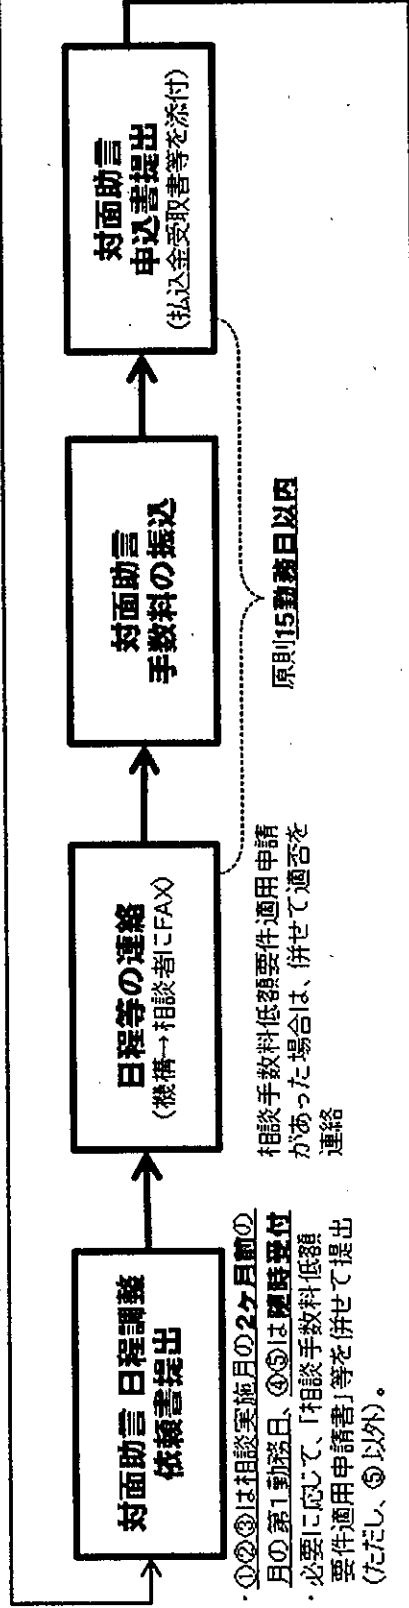 対面助言 日程調整
依頼書提出
・①②③は相談実施月の2ヶ月前の
月の第1勤務日、④⑤は随時受付
・必要に応じて、「相談手数料低額
要件適用申請書」等を併せて提出
(ただし、⑤以外)。
日程等の連絡
(機構→相談者にFAX)
相談手数料低額要件適用申請
があった場合は、併せて適否を
連絡
対面助言
手数料の振込
原則15勤務日以内
対面助言
申込書提出
(払込金受取書等を添付)